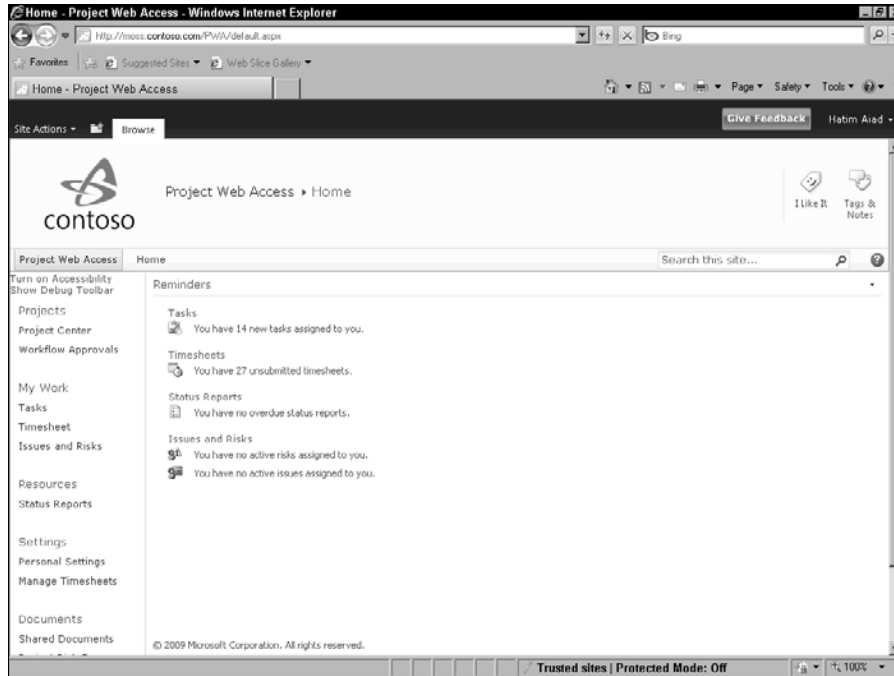 Home - Project Web Access - Windows Internet Explorer
http://moss.contoso.com/PWA/default.aspx
Bing
Favorites
Suggested Sites
Web Slice Gallery
Home - Project Web Access
Page
Safety
Tools
Site Actions
Browse
Give Feedback
Hatim Aiad
contoso
Project Web Access
Home
I Like It
Tags &
Notes
Project Web Access
Home
Search this site...
Turn on Accessibility
Show Debug Toolbar
Projects
Project Center
Workflow Approvals
My Work
Tasks
Timesheet
Issues and Risks
Resources
Status Reports
Settings
Personal Settings
Manage Timesheets
Documents
Shared Documents
Reminders
Tasks
You have 14 new tasks assigned to you.
Timesheets
You have 27 unsubmitted timesheets.
Status Reports
You have no overdue status reports.
Issues and Risks
You have no active risks assigned to you.
You have no active issues assigned to you.
© 2009 Microsoft Corporation. All rights reserved.
Trusted sites | Protected Mode: Off
100%